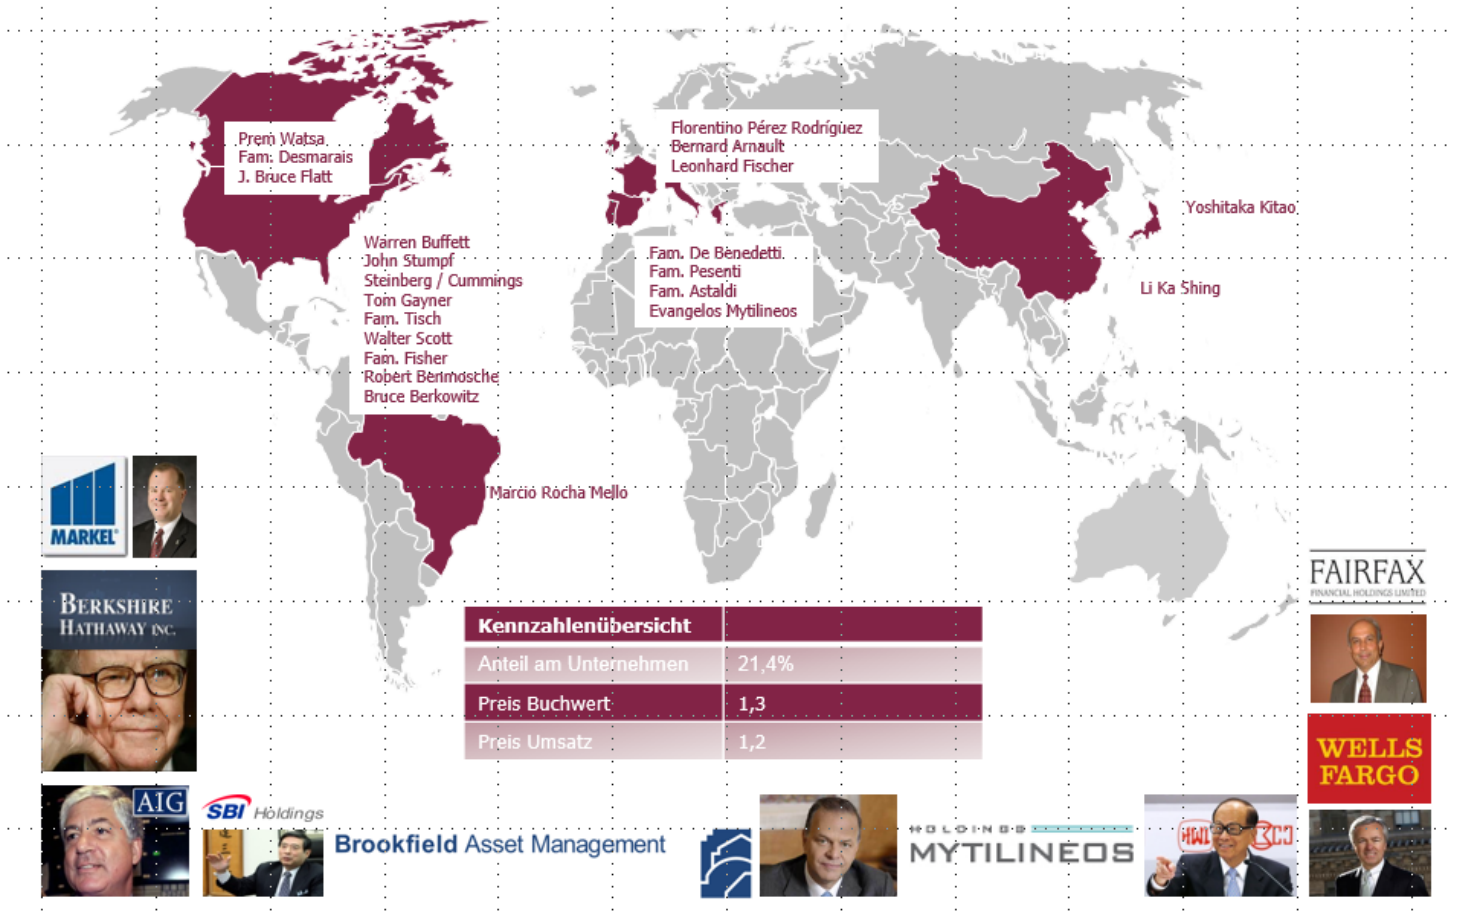 Prem Watsa
Fam. Desmarais
J. Bruce Flatt
Florentino Pérez Rodríguez
Bernard Arnault
Leonhard Fischer
Yoshitaka Kitao
Warren Buffett
John Stumpf
Steinberg / Cummings
Tom Gayner
Fam. Tisch
Walter Scott
Fam. Fisher
Robert Benmosche
Bruce Berkowitz
Fam. De Benedetti
Fam. Pesenti
Fam. Astaldi
Evangelos Mytilineos
Li Ka Shing
Marcio Rocha Mello
MARKEL®
BERKSHIRE
HATHAWAY INC.
Kennzahlenübersicht
Anteil am Unternehmen 21,4%
Preis Buchwert 1,3
Preis Umsatz 1,2
FAIRFAX
FINANCIAL HOLDINGS LIMITED
WELLS
FARGO
AIG
SBI Holdings
Brookfield Asset Management
HOLDINGS
MYTILINEOS